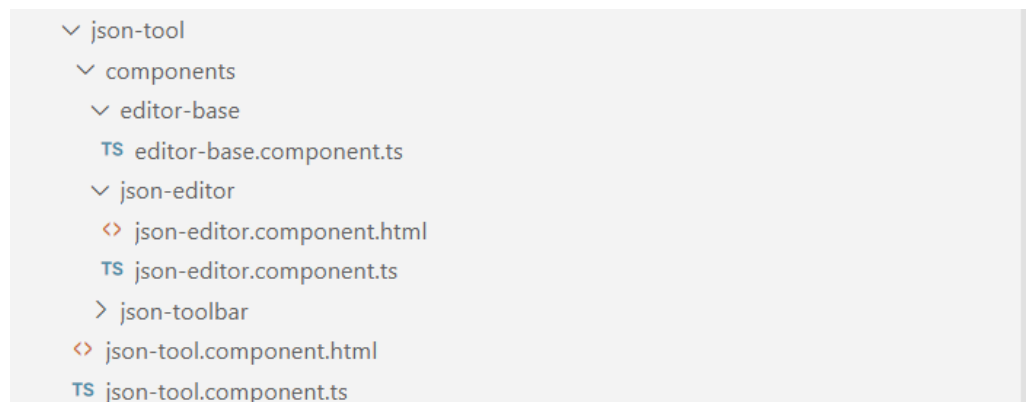 json-tool
components
editor-base
TS editor-base.component.ts
json-editor
<> json-editor.component.html
TS json-editor.component.ts
json-toolbar
<> json-tool.component.html
TS json-tool.component.ts